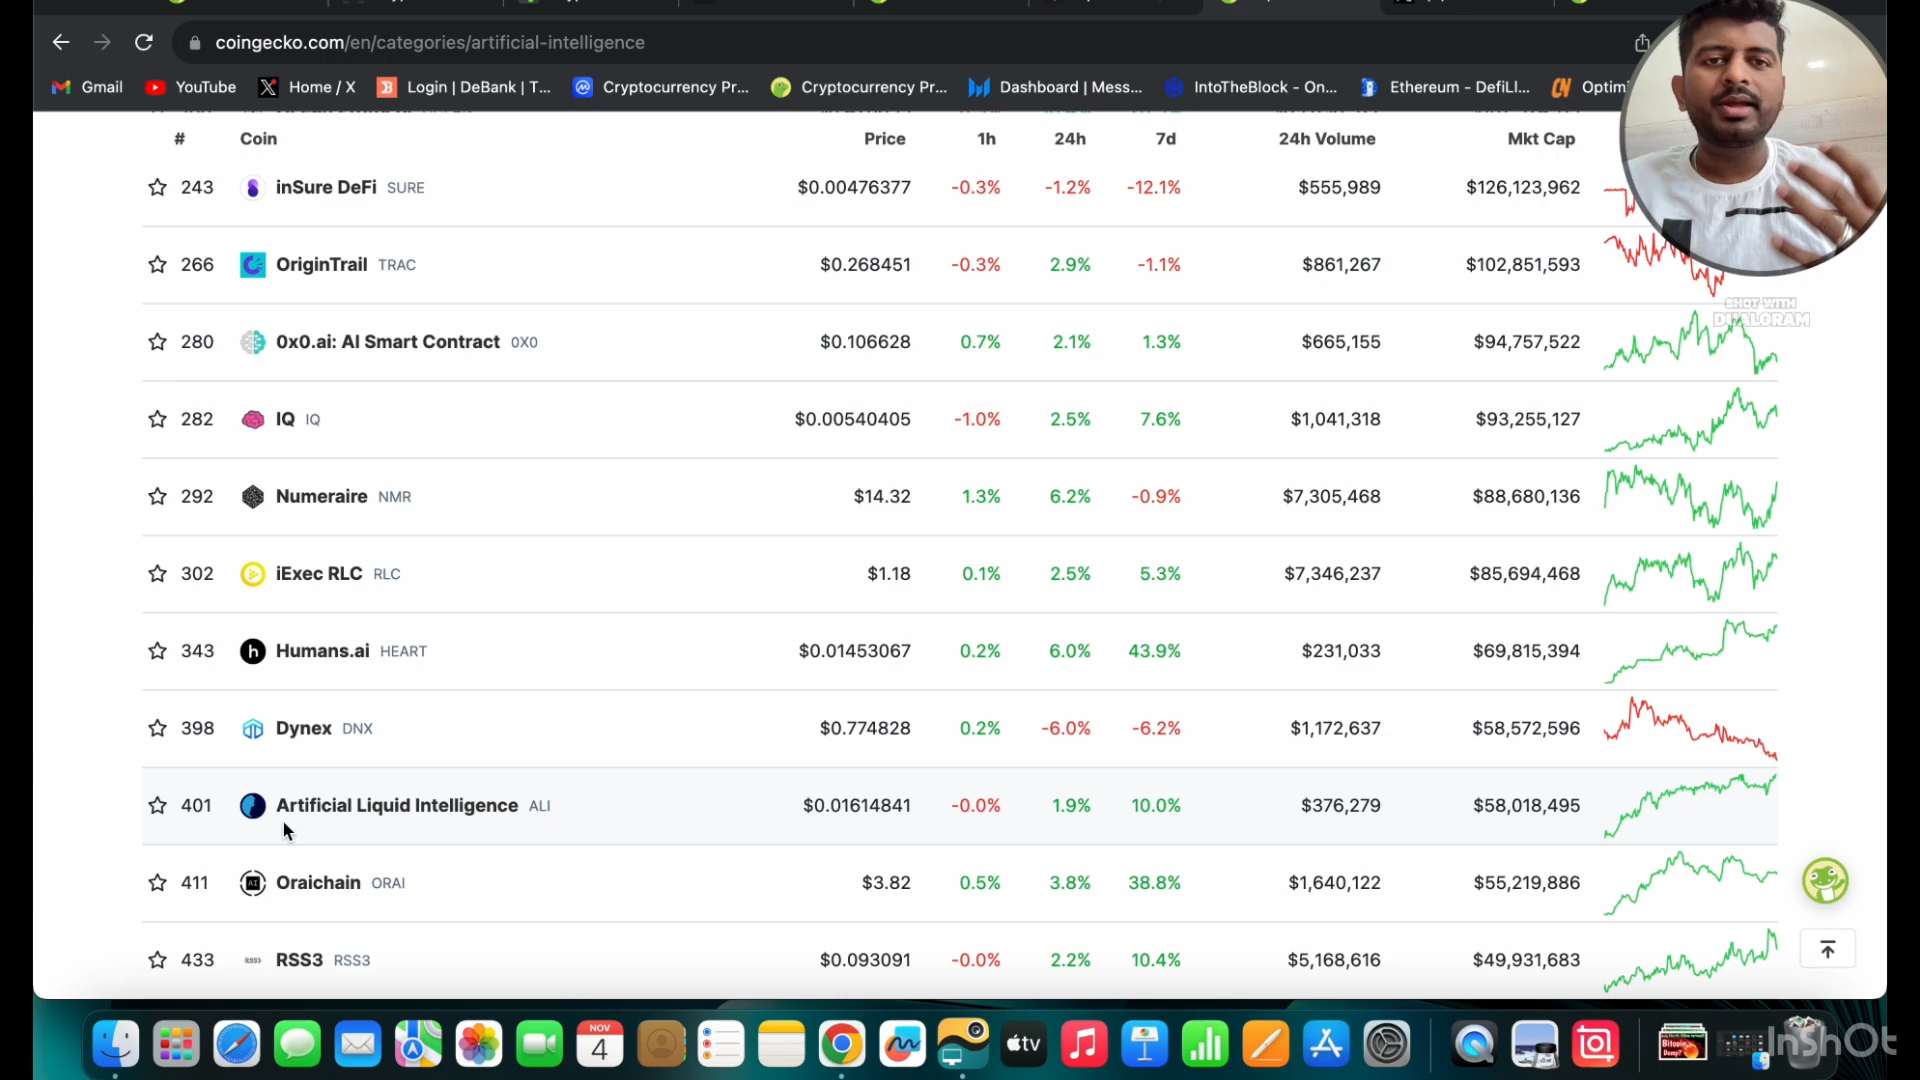 coingecko.com/en/categories/artificial-intelligence
Gmail YouTube Home / X Login | DeBank | T... Cryptocurrency Pr... Cryptocurrency Pr... Dashboard | Mess... IntoTheBlock - On... Ethereum - DefiLl... Optimi
# Coin Price 1h 24h 7d 24h Volume Mkt Cap
243 inSure DeFi SURE $0.00476377 -0.3% -1.2% -12.1% $555,989 $126,123,962
266 OriginTrail TRAC $0.268451 -0.3% 2.9% -1.1% $861,267 $102,851,593
SHOT WITH
DUALGRAM
280 0x0.ai: AI Smart Contract 0X0 $0.106628 0.7% 2.1% 1.3% $665,155 $94,757,522
282 IQ IQ $0.00540405 -1.0% 2.5% 7.6% $1,041,318 $93,255,127
292 Numeraire NMR $14.32 1.3% 6.2% -0.9% $7,305,468 $88,680,136
302 iExec RLC RLC $1.18 0.1% 2.5% 5.3% $7,346,237 $85,694,468
343 h Humans.ai HEART $0.01453067 0.2% 6.0% 43.9% $231,033 $69,815,394
398 Dynex DNX $0.774828 0.2% -6.0% -6.2% $1,172,637 $58,572,596
401 Artificial Liquid Intelligence ALI $0.01614841 -0.0% 1.9% 10.0% $376,279 $58,018,495
411 AI Oraichain ORAI $3.82 0.5% 3.8% 38.8% $1,640,122 $55,219,886
433 RSS3 RSS3 RSS3 $0.093091 -0.0% 2.2% 10.4% $5,168,616 $49,931,683
NOV
4
tv
Bitcoin
Dump?
InShOt